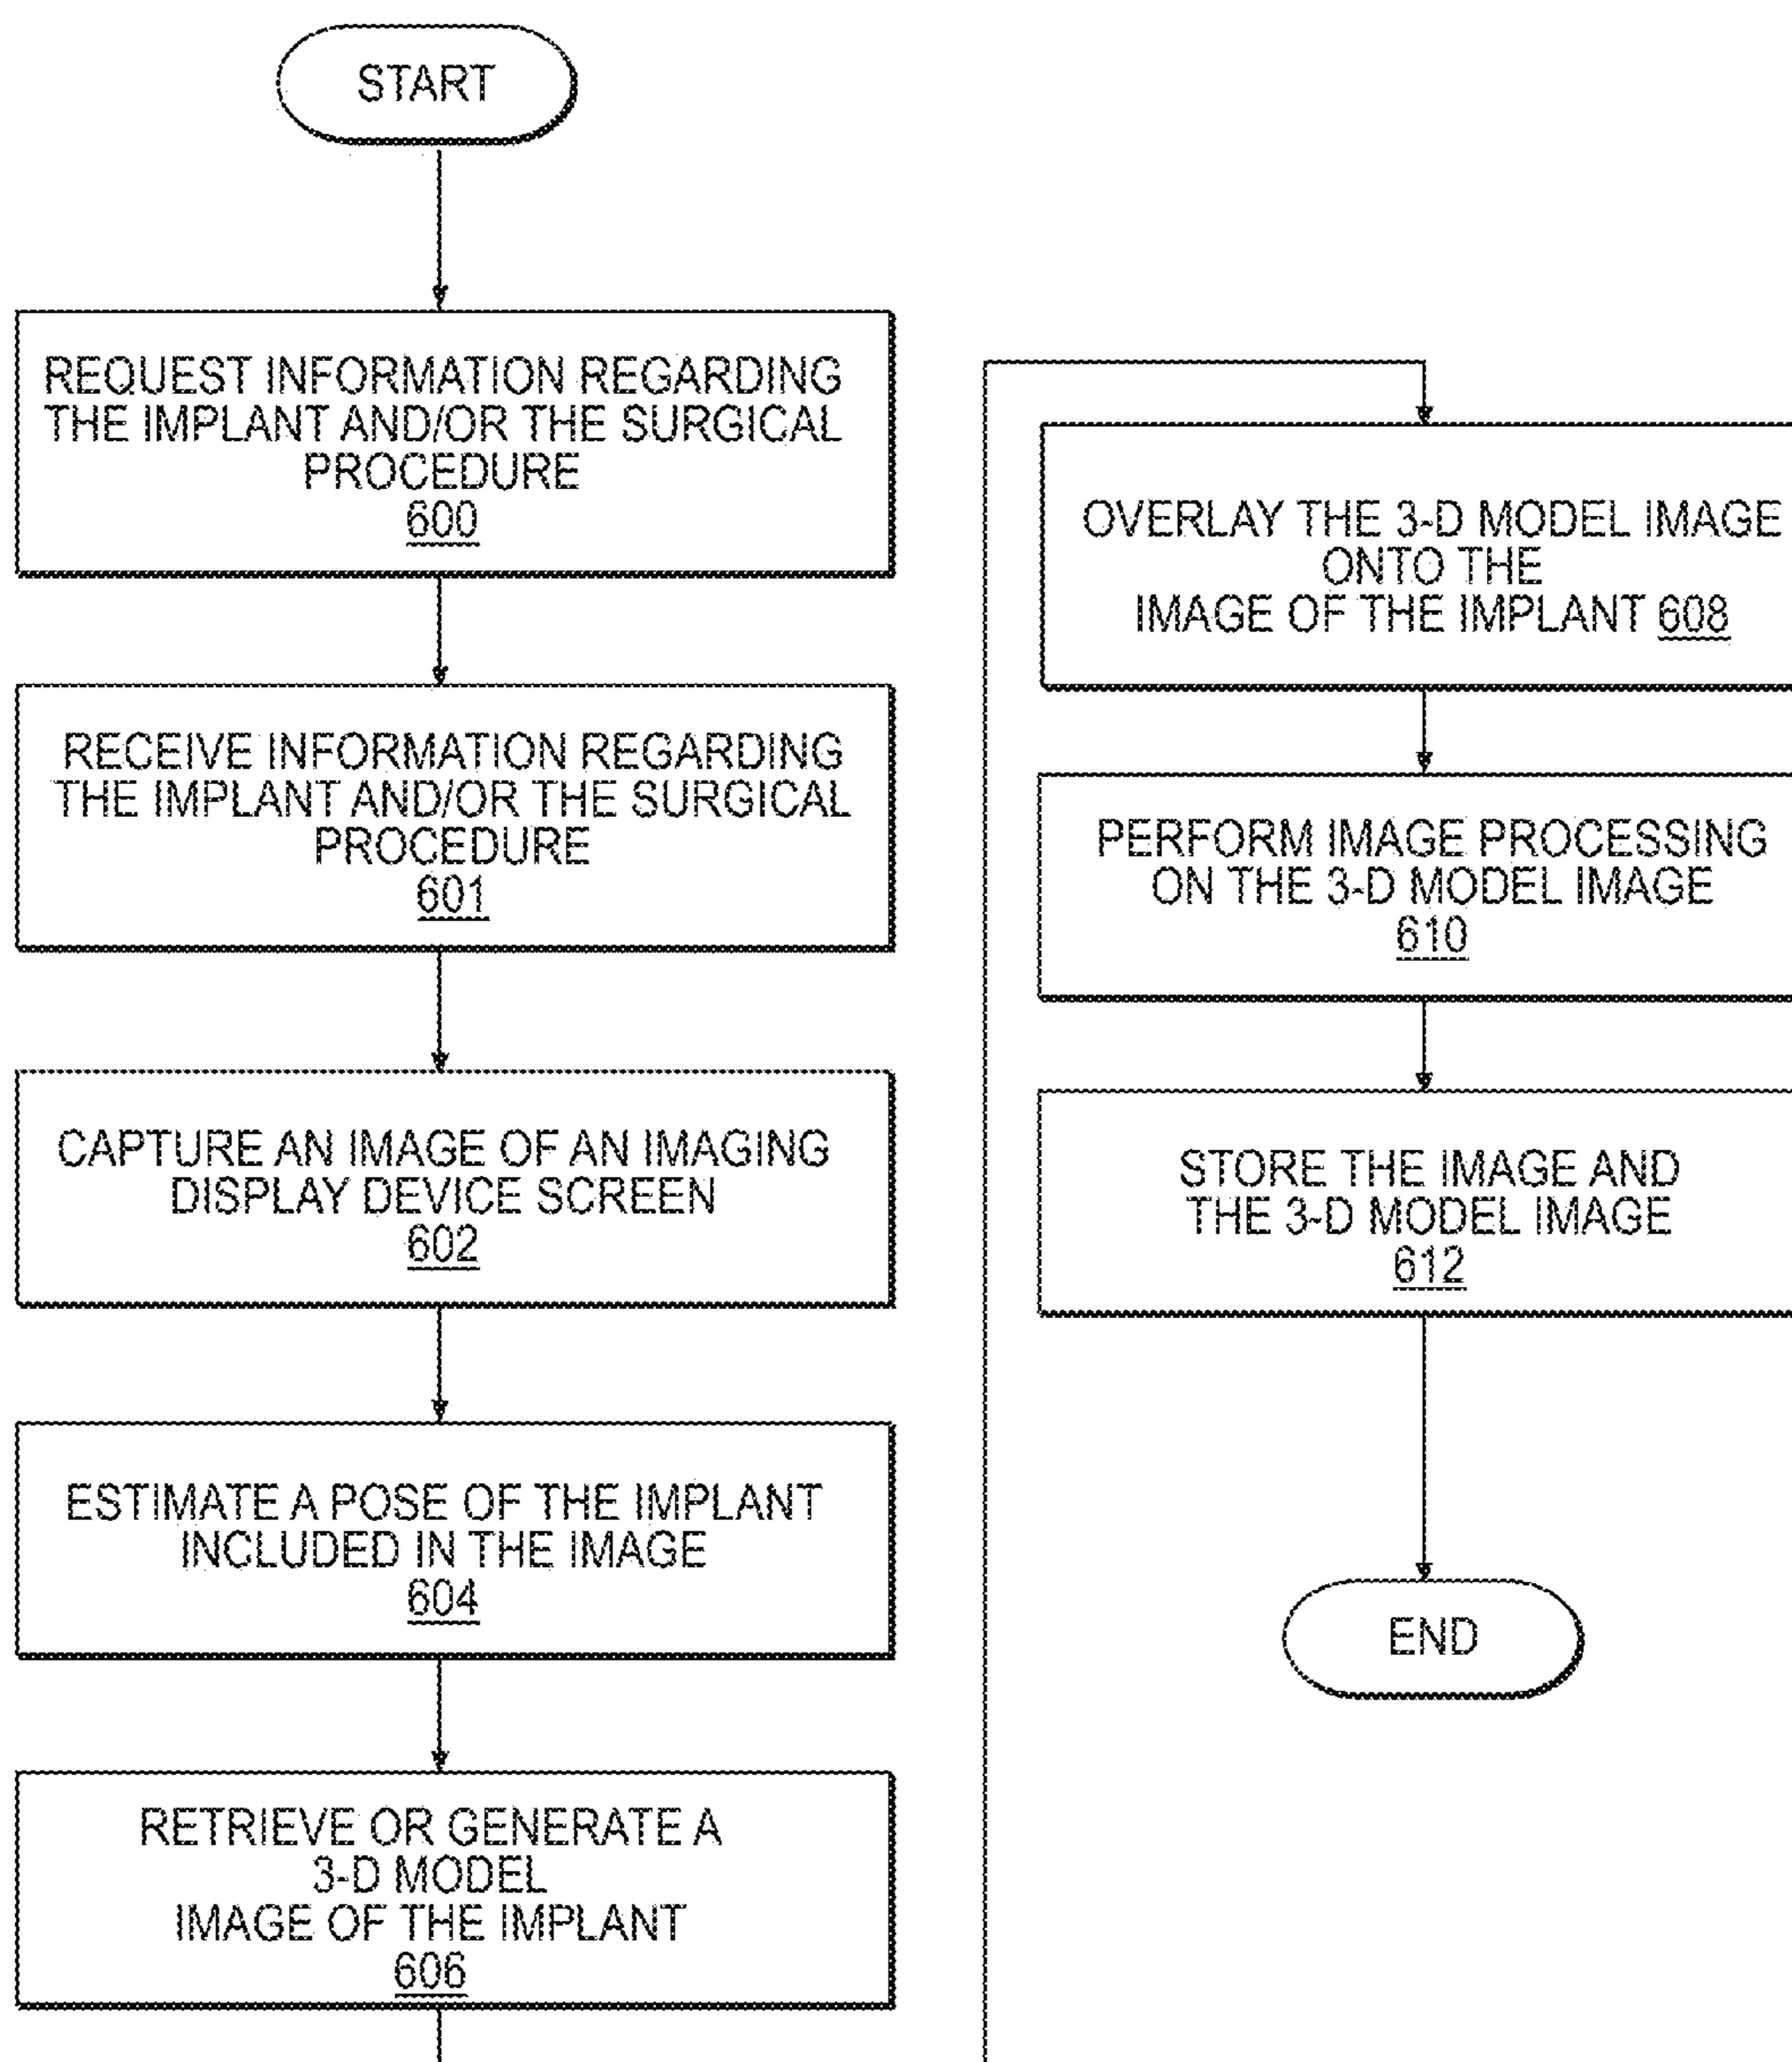 START
REQUEST INFORMATION REGARDING
THE IMPLANT AND/OR THE SURGICAL
PROCEDURE
600
RECEIVE INFORMATION REGARDING
THE IMPLANT AND/OR THE SURGICAL
PROCEDURE
601
CAPTURE AN IMAGE OF AN IMAGING
DISPLAY DEVICE SCREEN
602
ESTIMATE A POSE OF THE IMPLANT
INCLUDED IN THE IMAGE
604
RETRIEVE OR GENERATE A
3-D MODEL
IMAGE OF THE IMPLANT
606
OVERLAY THE 3-D MODEL IMAGE
ONTO THE
IMAGE OF THE IMPLANT 608
PERFORM IMAGE PROCESSING
ON THE 3-D MODEL IMAGE
610
STORE THE IMAGE AND
THE 3-D MODEL IMAGE
612
END